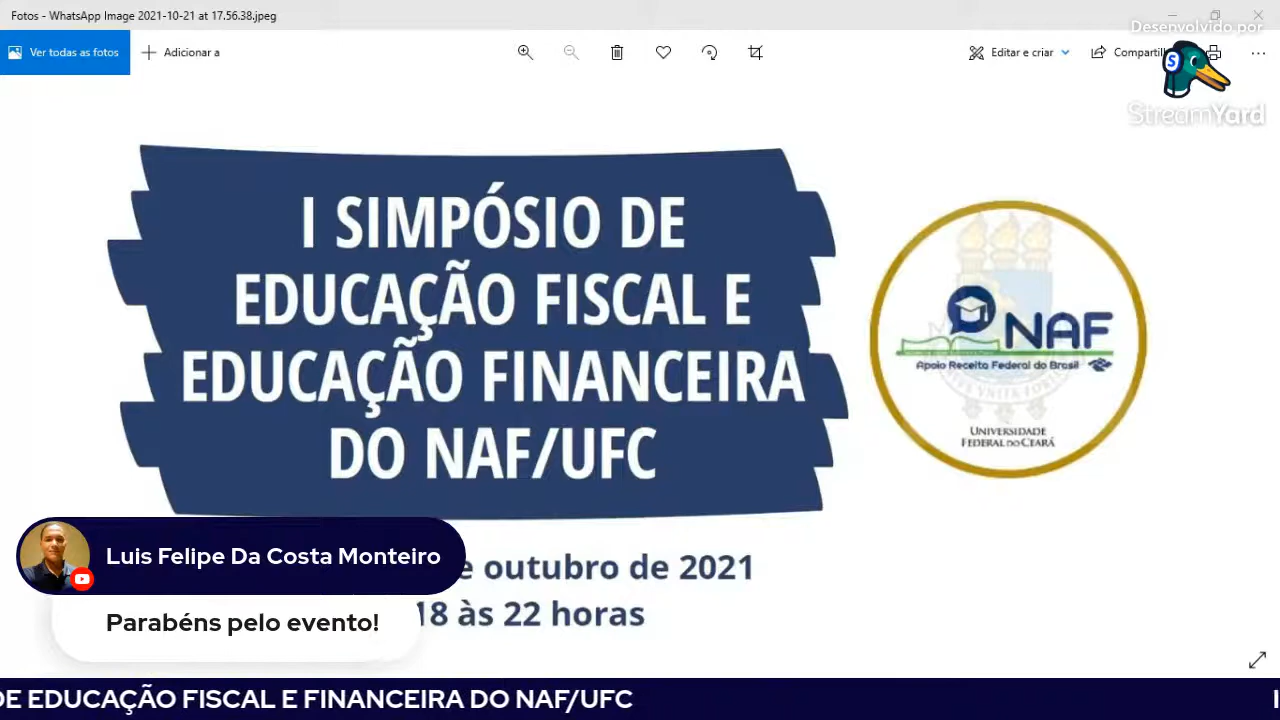 Fotos - WhatsApp Image 2021-10-21 at 17.56.38.jpeg
Desenvolvido por
Ver todas as fotos
Adicionar a
Editar e criar
StreamYard
I SIMPÓSIO DE
EDUCAÇÃO FISCAL E
EDUCAÇÃO FINANCEIRA
DO NAF/UFC
NAF
Apoio Receita Federal do Brasil
UNIVERSIDADE
FEDERAL DO CEARÁ
Luis Felipe Da Costa Monteiro
outubro de 2021
18 às 22 horas
Parabéns pelo evento!
DE EDUCAÇÃO FISCAL E FINANCEIRA DO NAF/UFC